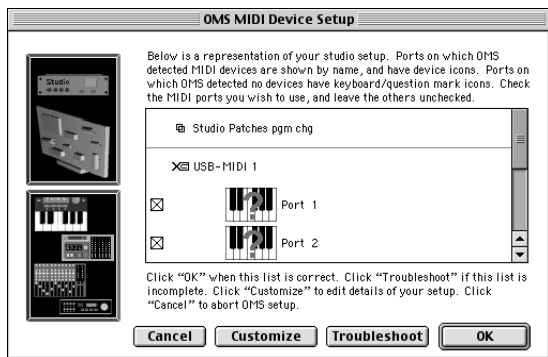 OMS MIDI Device Setup
Below is a representation of your studio setup. Ports on which OMS
detected MIDI devices are shown by name, and have device icons. Ports on
which OMS detected no devices have keyboard/question mark icons. Check
the MIDI ports you wish to use, and leave the others unchecked.
Studio
Studio Patches pgm chg
USB-MIDI 1
? Port 1
? Port 2
Click “OK” when this list is correct. Click “Troubleshoot” if this list is
incomplete. Click “Customize” to edit details of your setup. Click
“Cancel” to abort OMS setup.
Cancel Customize Troubleshoot OK